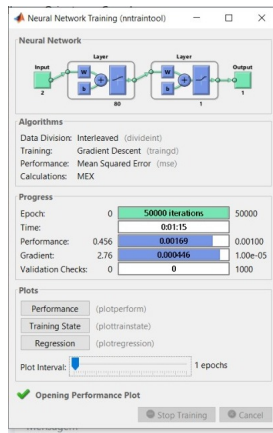 Neural Network Training (nntraintool)
Neural Network
Layer Layer
Input Output
W W
b b
2 80 1 1
Algorithms
Data Division: Interleaved (divideint)
Training: Gradient Descent (traingd)
Performance: Mean Squared Error (mse)
Calculations: MEX
Progress
Epoch: 0 50000 iterations 50000
Time: 0:01:15
Performance: 0.456 0.00169 0.00100
Gradient: 2.76 0.000446 1.00e-05
Validation Checks: 0 0 1000
Plots
Performance (plotperform)
Training State (plottrainstate)
Regression (plotregression)
Plot Interval: 1 epochs
Opening Performance Plot
Stop Training Cancel